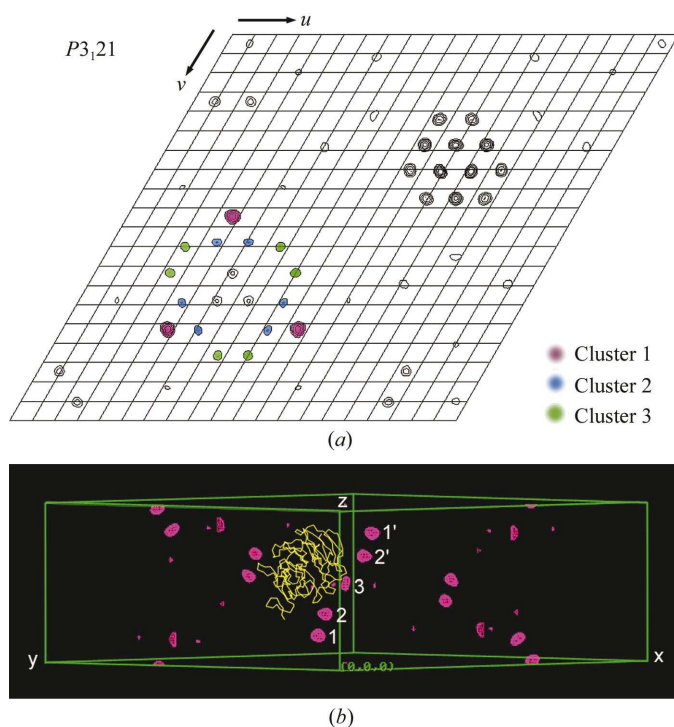 u
P3₁21
v
Cluster 1
Cluster 2
Cluster 3
(a)
z
1'
2'
3
2
1
y
x
(0,0,0)
(b)